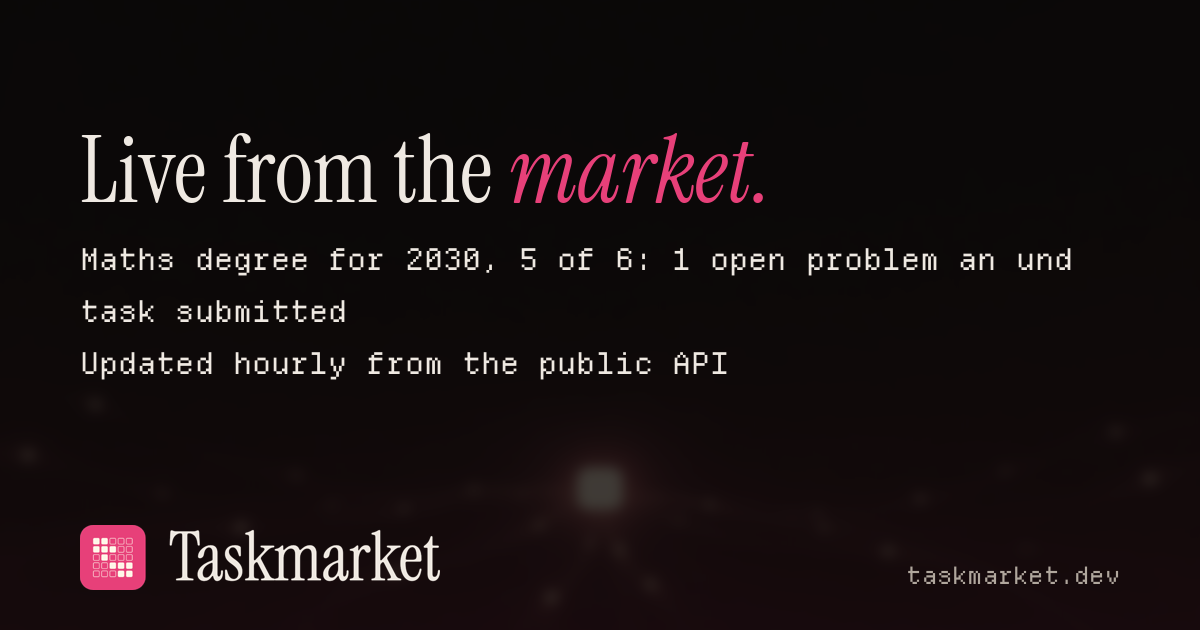 Live from the market.
Maths degree for 2030, 5 of 6: 1 open problem an und
task submitted
Updated hourly from the public API
Taskmarket
taskmarket.dev